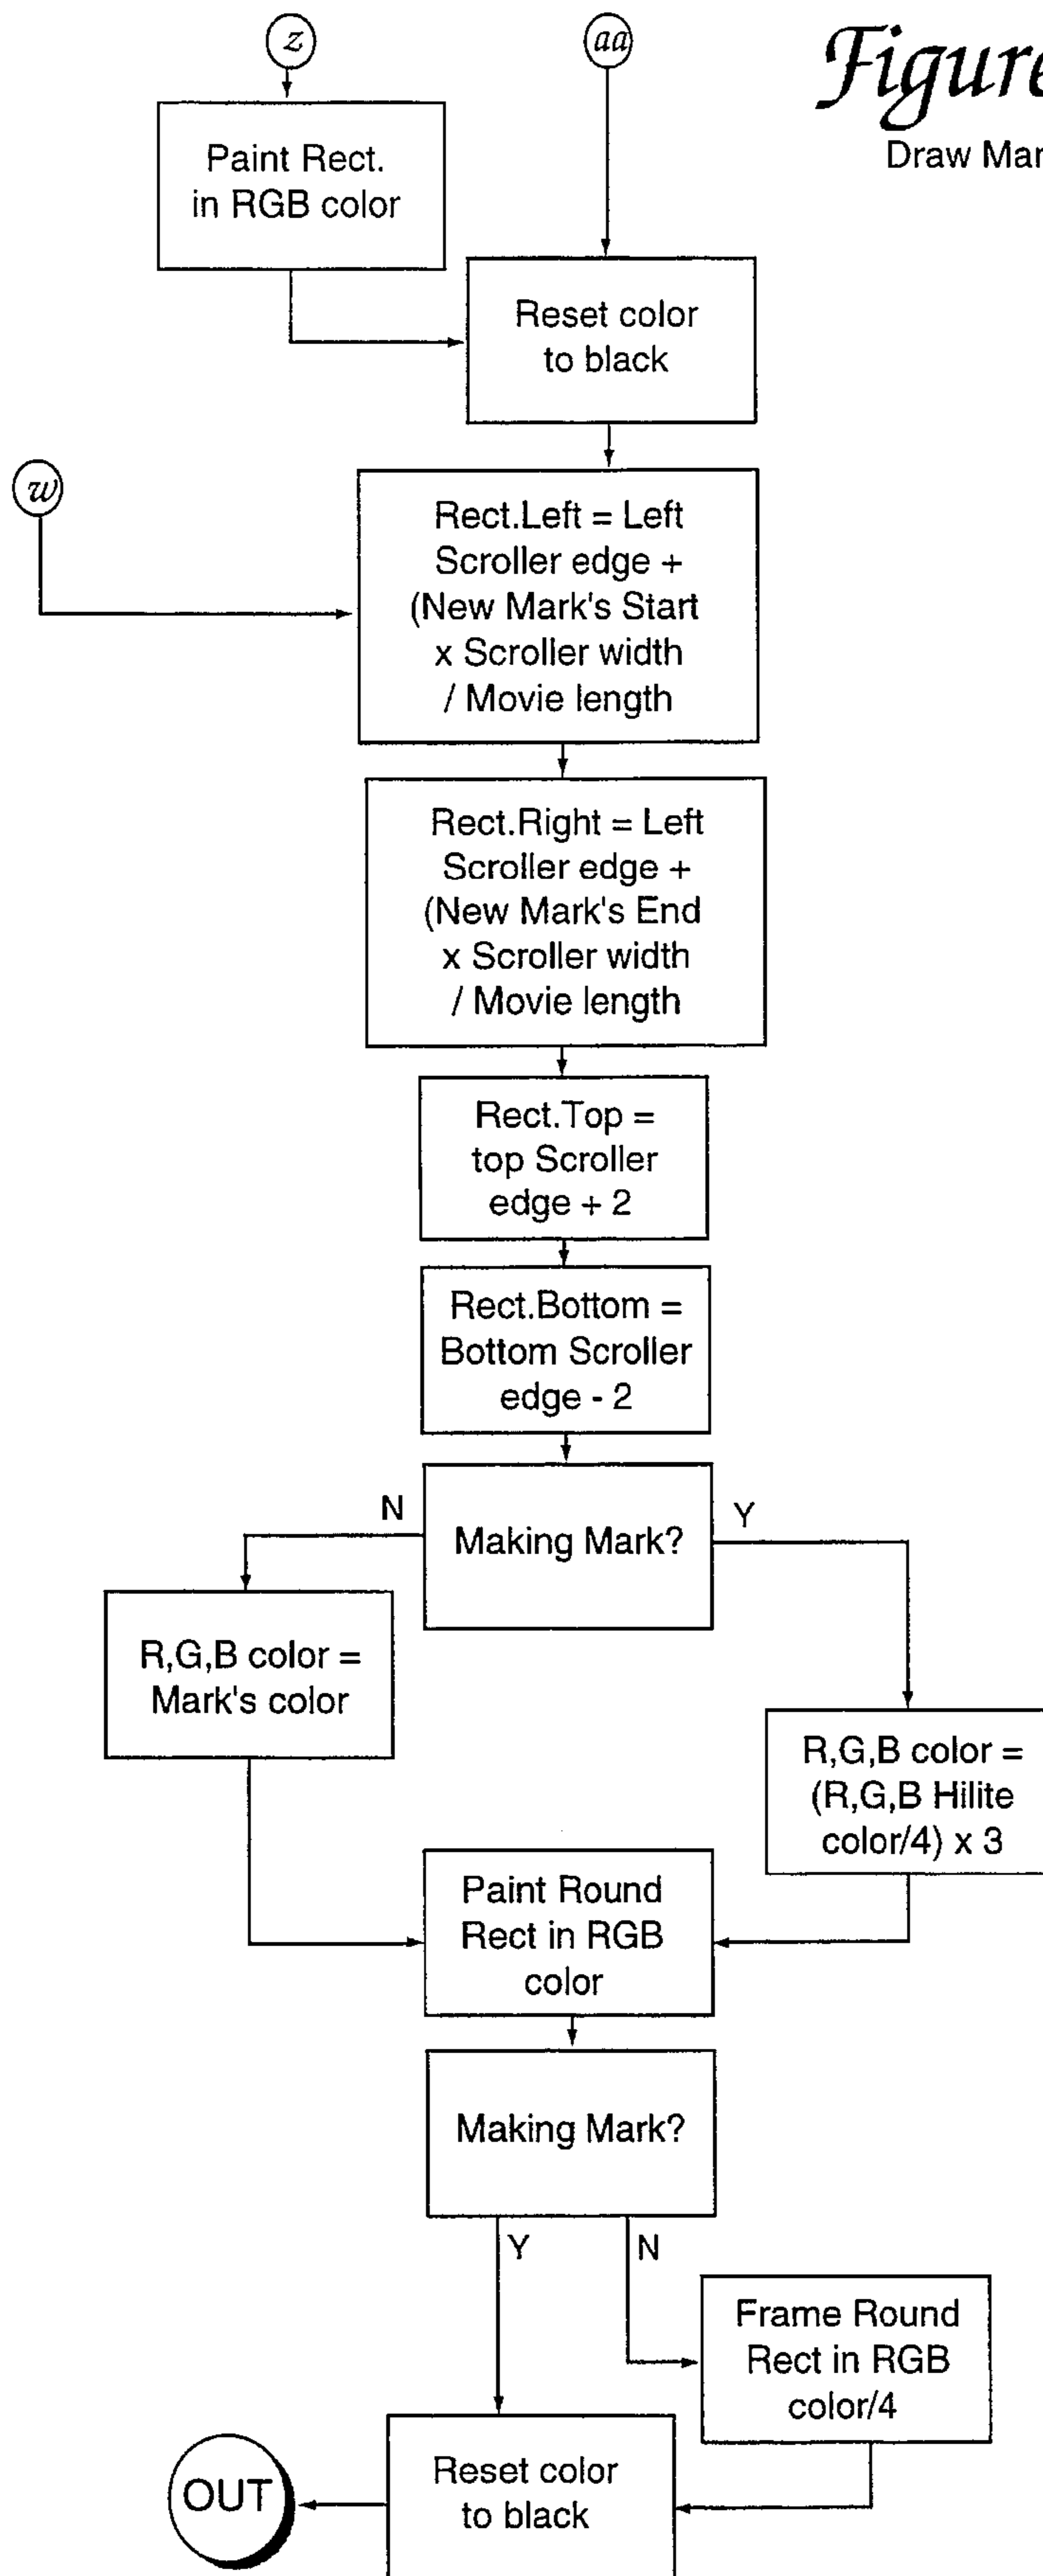 z
aa
Figure
Draw Mar
Paint Rect.
in RGB color
Reset color
to black
w
Rect.Left = Left
Scroller edge +
(New Mark's Start
x Scroller width
/ Movie length
Rect.Right = Left
Scroller edge +
(New Mark's End
x Scroller width
/ Movie length
Rect.Top =
top Scroller
edge + 2
Rect.Bottom =
Bottom Scroller
edge - 2
Making Mark?
N
Y
R,G,B color =
Mark's color
R,G,B color =
(R,G,B Hilite
color/4) x 3
Paint Round
Rect in RGB
color
Making Mark?
Y
N
Frame Round
Rect in RGB
color/4
Reset color
to black
OUT